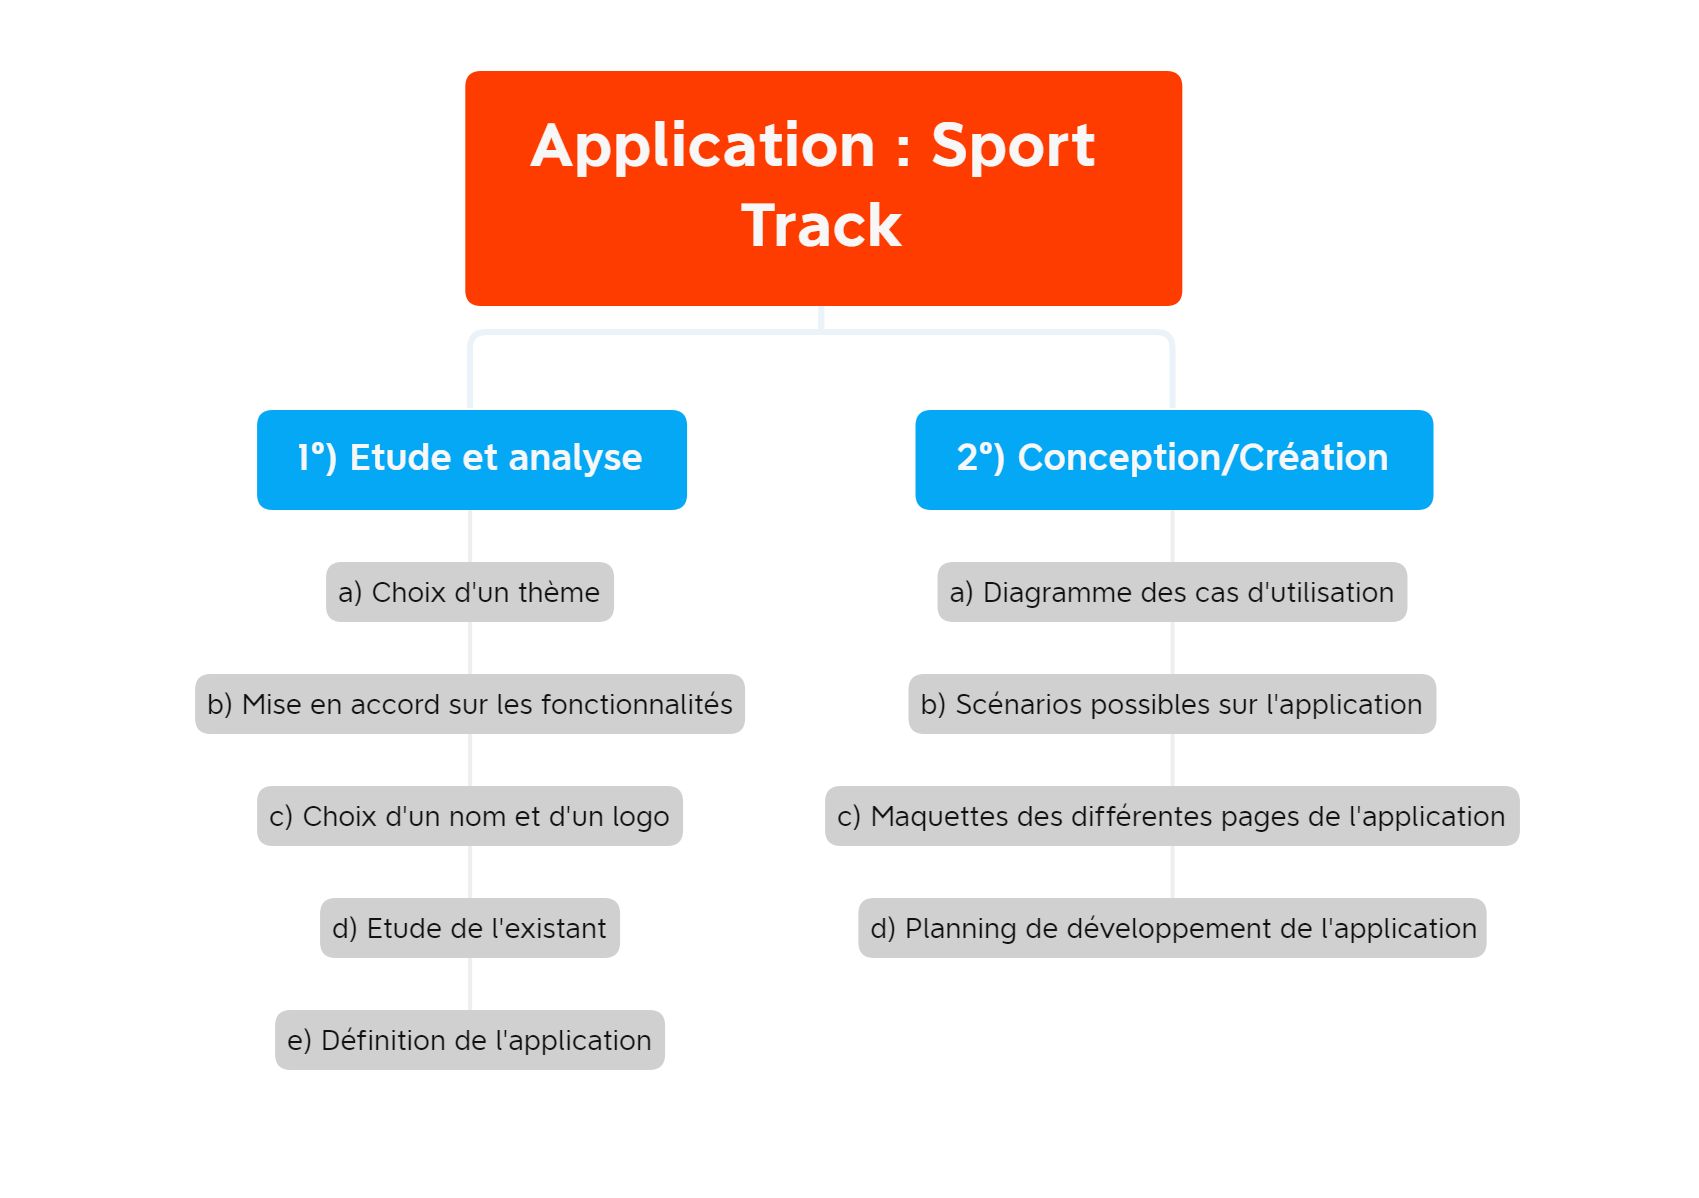 Application : Sport
Track
1°) Etude et analyse
a) Choix d'un thème
b) Mise en accord sur les fonctionnalités
c) Choix d'un nom et d'un logo
d) Etude de l'existant
e) Définition de l'application
2°) Conception/Création
a) Diagramme des cas d'utilisation
b) Scénarios possibles sur l'application
c) Maquettes des différentes pages de l'application
d) Planning de développement de l'application